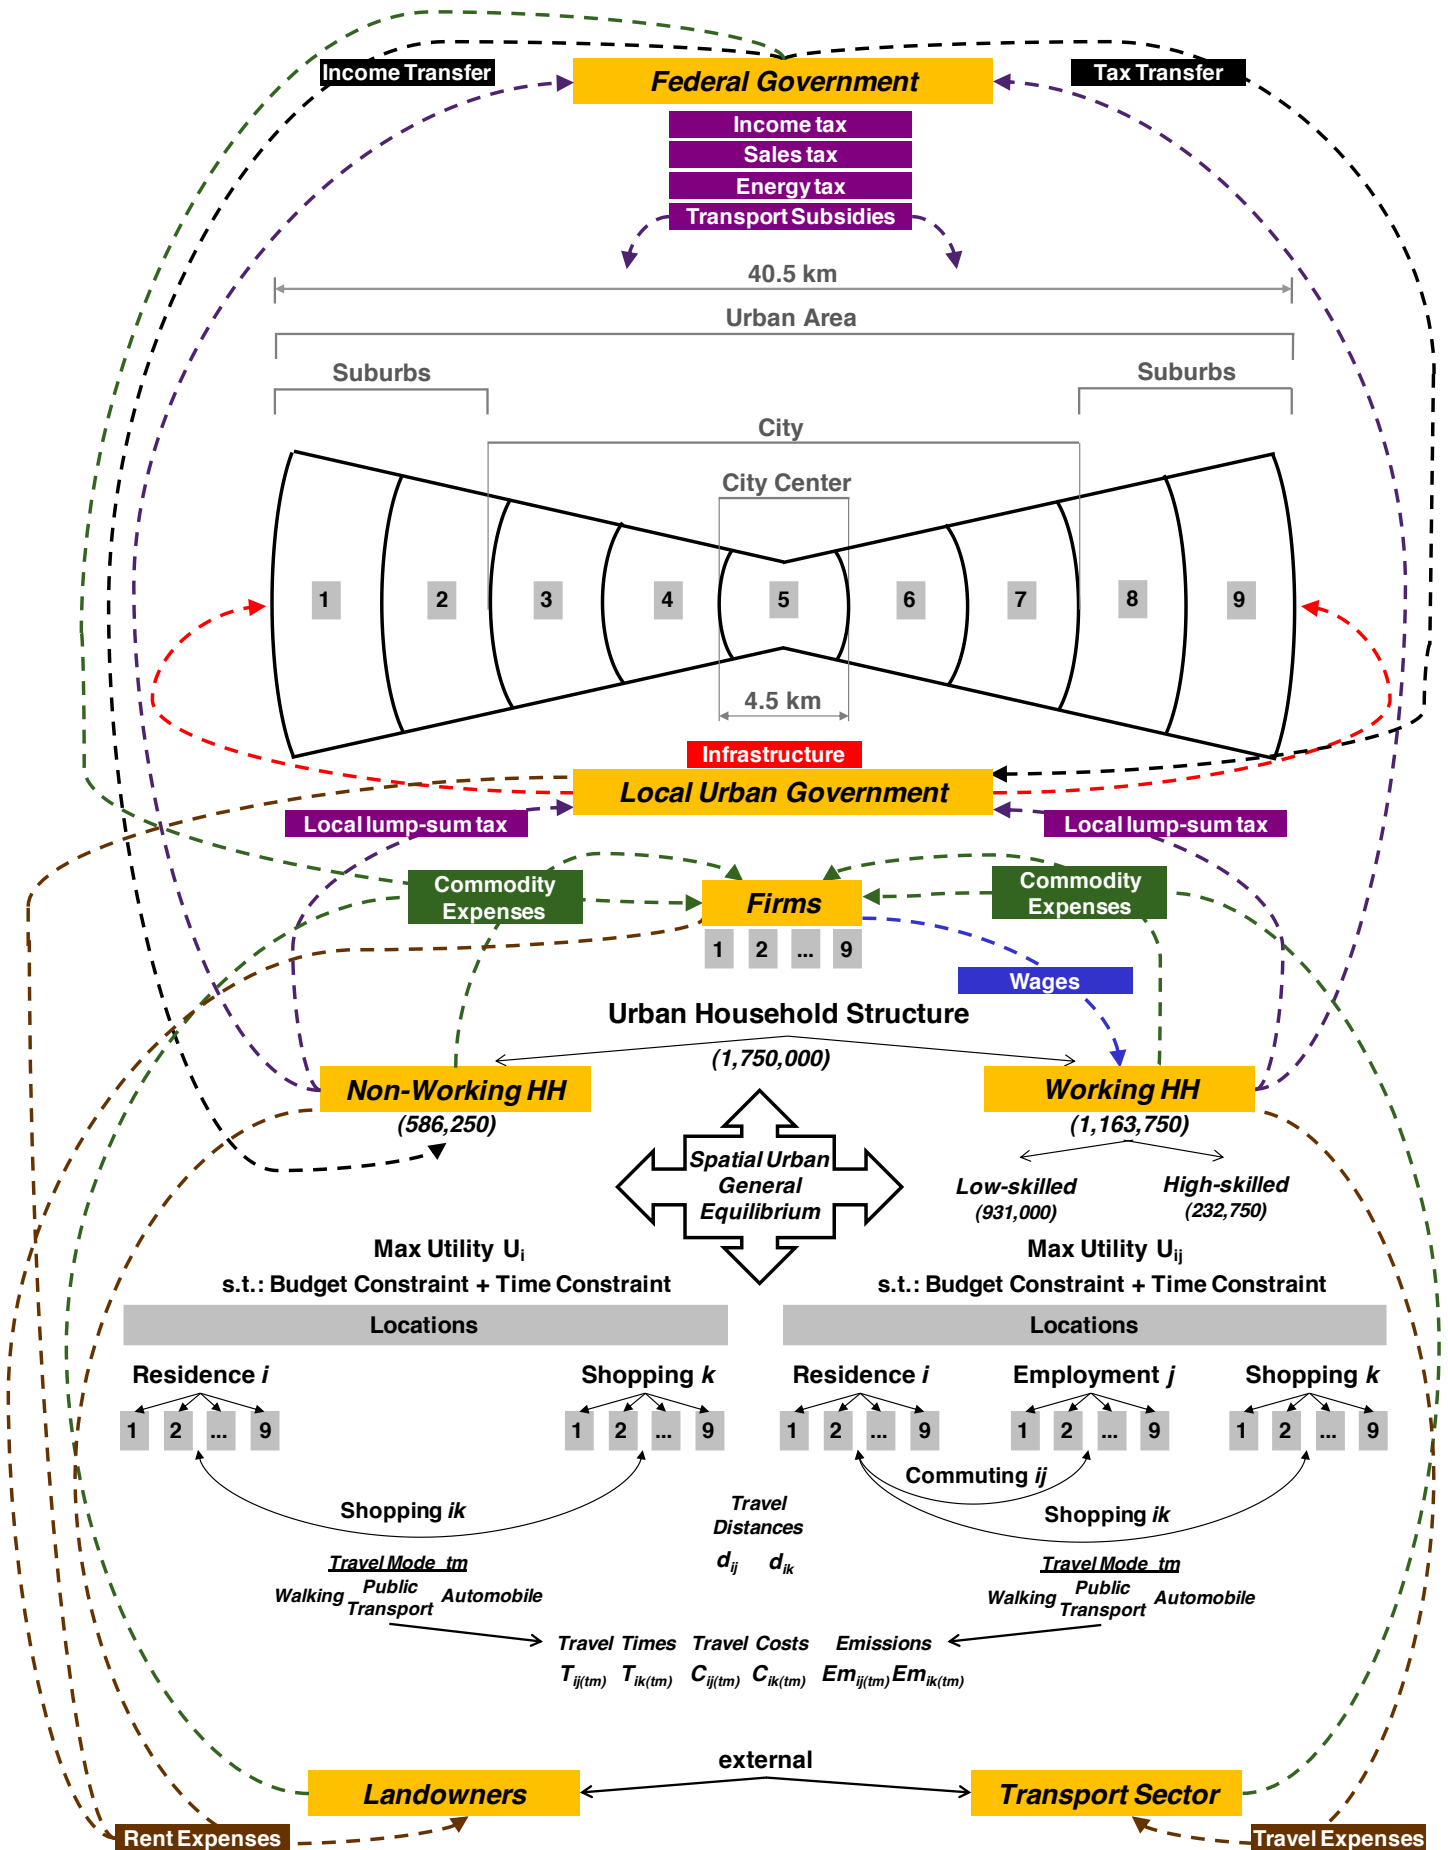 Income Transfer
Federal Government
Tax Transfer
Income tax
Sales tax
Energy tax
Transport Subsidies
40.5 km
Urban Area
Suburbs
Suburbs
City
City Center
1 2 3 4 5 6 7 8 9
4.5 km
Infrastructure
Local Urban Government
Local lump-sum tax
Local lump-sum tax
Commodity
Expenses
Firms
Commodity
Expenses
1 2 ... 9
Wages
Urban Household Structure
(1,750,000)
Non-Working HH
(586,250)
Working HH
(1,163,750)
Spatial Urban
General
Equilibrium
Low-skilled
(931,000)
High-skilled
(232,750)
Max Utility Ui
s.t.: Budget Constraint + Time Constraint
Locations
Residence i
Shopping k
1 2 ... 9
1 2 ... 9
Shopping ik
Travel Mode tm
Walking
Public
Transport
Automobile
Max Utility Uij
s.t.: Budget Constraint + Time Constraint
Locations
Residence i
Employment j
Shopping k
1 2 ... 9
1 2 ... 9
1 2 ... 9
Commuting ij
Shopping ik
Travel
Distances
dij dik
Travel Mode tm
Walking
Public
Transport
Automobile
Travel Times Travel Costs Emissions
Tij(tm) Tik(tm) Cij(tm) Cik(tm) Emij(tm) Emik(tm)
external
Landowners
Transport Sector
Rent Expenses
Travel Expenses